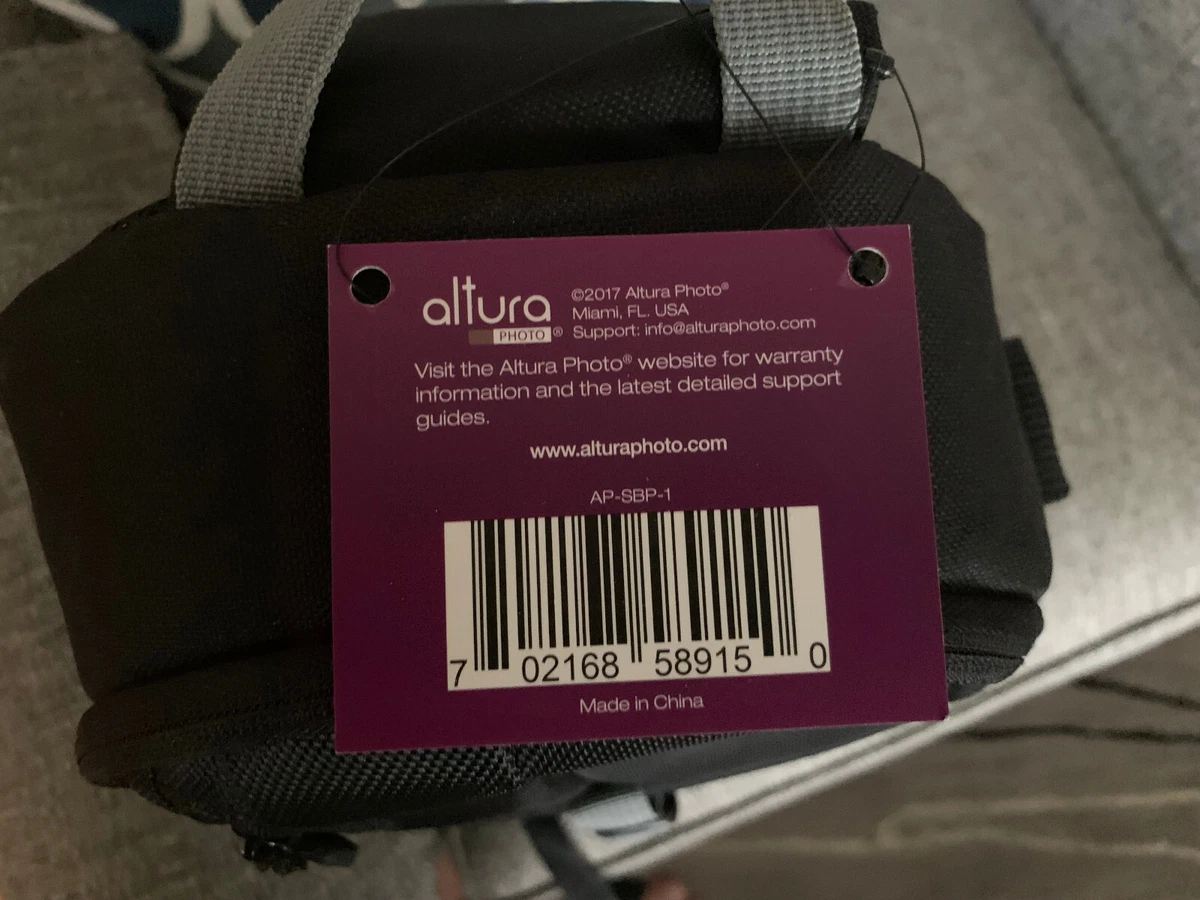 altura
PHOTO®
©2017 Altura Photo®
Miami, FL. USA
Support: info@alturaphoto.com
Visit the Altura Photo® website for warranty
information and the latest detailed support
guides.
www.alturaphoto.com
AP-SBP-1
7 02168 58915 0
Made in China